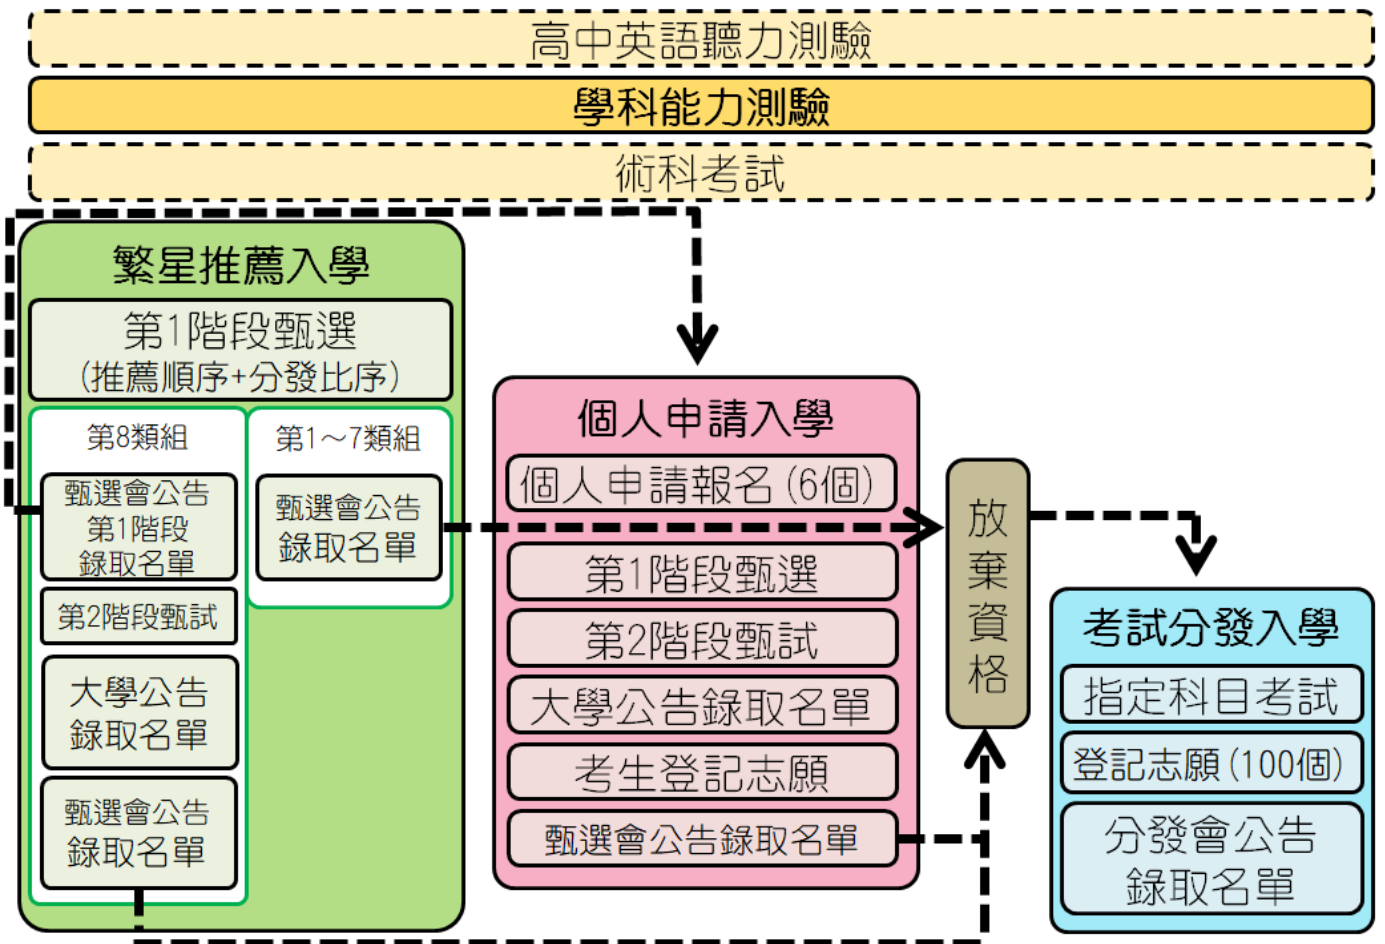 高中英語聽力測驗
學科能力測驗
術科考試
繁星推薦入學
第1階段甄選
(推薦順序+分發比序)
第8類組
甄選會公告
第1階段
錄取名單
第2階段甄試
大學公告
錄取名單
甄選會公告
錄取名單
第1～7類組
甄選會公告
錄取名單
個人申請入學
個人申請報名(6個)
第1階段甄選
第2階段甄試
大學公告錄取名單
考生登記志願
甄選會公告錄取名單
放
棄
資
格
考試分發入學
指定科目考試
登記志願(100個)
分發會公告
錄取名單